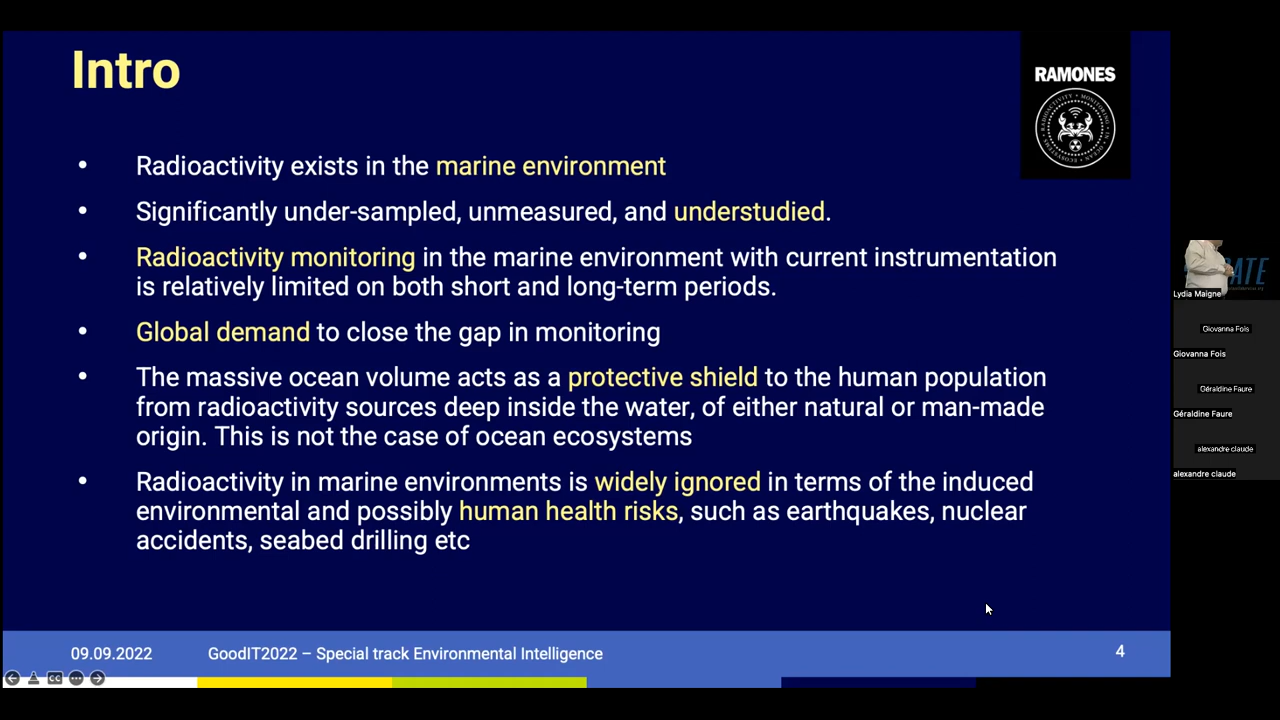 Intro
RAMONES
RADIOACTIVITY • MONITORING • IN OCEAN ECOSYSTEMS
• Radioactivity exists in the marine environment
• Significantly under-sampled, unmeasured, and understudied.
• Radioactivity monitoring in the marine environment with current instrumentation
is relatively limited on both short and long-term periods.
• Global demand to close the gap in monitoring
• The massive ocean volume acts as a protective shield to the human population
from radioactivity sources deep inside the water, of either natural or man-made
origin. This is not the case of ocean ecosystems
• Radioactivity in marine environments is widely ignored in terms of the induced
environmental and possibly human health risks, such as earthquakes, nuclear
accidents, seabed drilling etc
09.09.2022 GoodIT2022 – Special track Environmental Intelligence 4
CC
Lydia Maigne
Giovanna Fois
Giovanna Fois
Géraldine Faure
Géraldine Faure
alexandre claude
alexandre claude